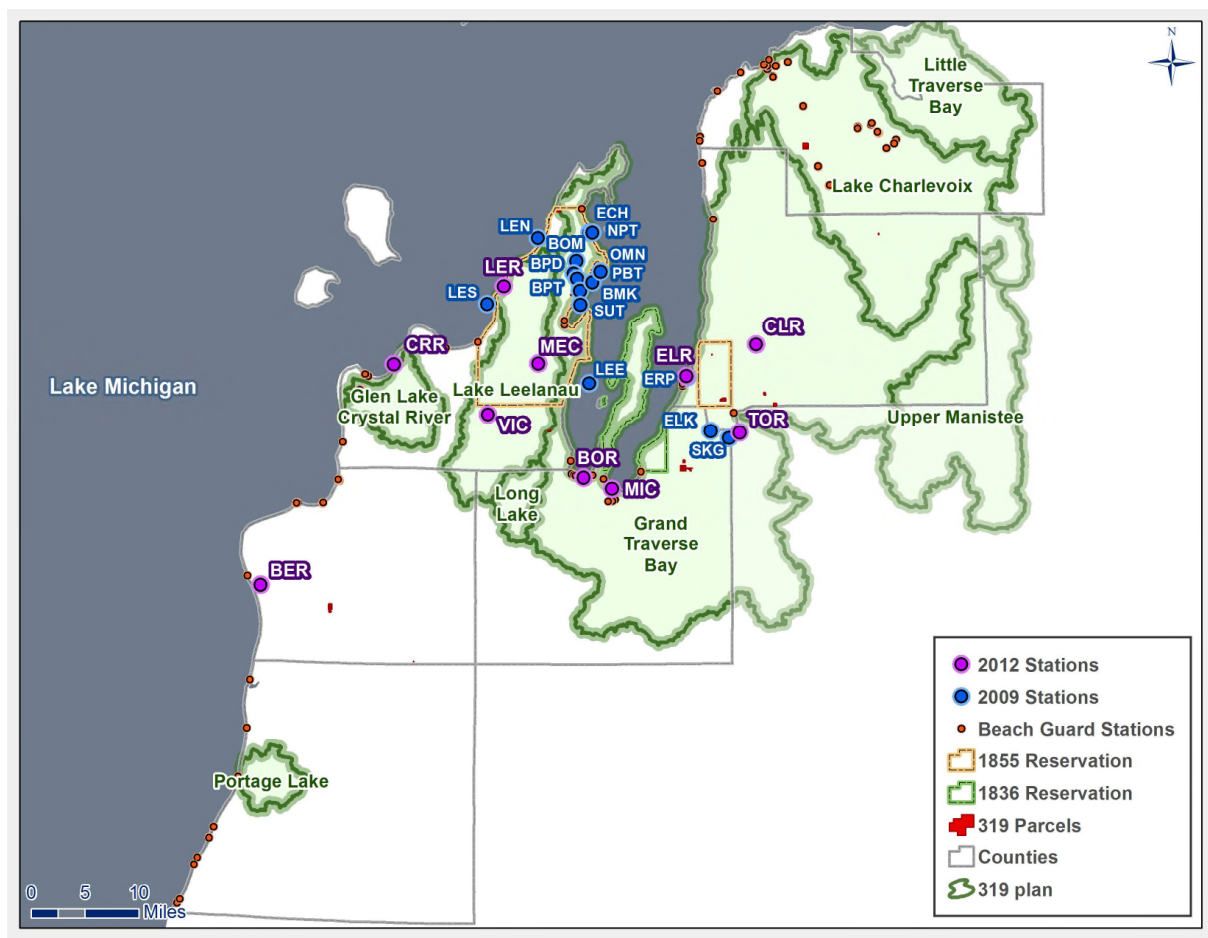 N
Little
Traverse
Bay
Lake Charlevoix
ECH
NPT
LEN
BOM
OMN
BPD
PBT
LER
BPT
BMK
LES
SUT
CLR
CRR
MEC
ELR
LEE
ERP
Lake Michigan
Lake Leelanau
Glen Lake
Crystal River
Upper Manistee
VIC
ELK
TOR
SKG
BOR
MIC
Long
Lake
Grand
Traverse
Bay
BER
Portage Lake
2012 Stations
2009 Stations
Beach Guard Stations
1855 Reservation
1836 Reservation
319 Parcels
Counties
319 plan
0 5 10
Miles